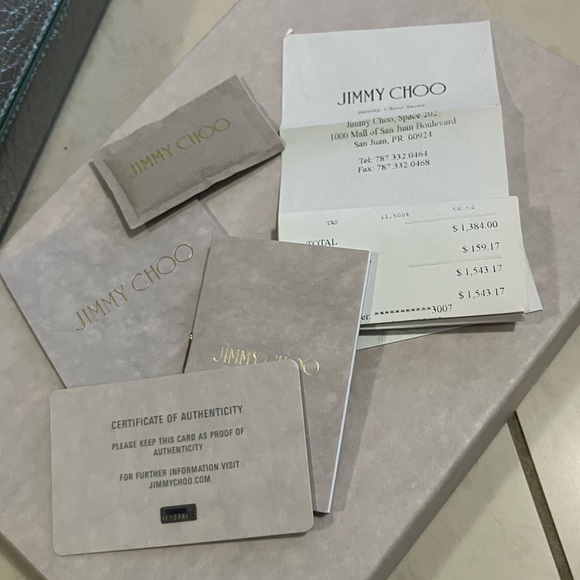 JIMMY CHOO
Jimmy Choo Store
Jimmy Choo, Space 202
1000 Mall of San Juan Boulevard
San Juan, PR 00924
Tel: 787.332.0464
Fax: 787.332.0468
TAX 11.500%
TOTAL $ 1,384.00
$ 159.17
$ 1,543.17
$ 1,543.17
3007
JIMMY CHOO
JIMMY CHOO
JIMMY CHOO
CERTIFICATE OF AUTHENTICITY
PLEASE KEEP THIS CARD AS PROOF OF
AUTHENTICITY
FOR FURTHER INFORMATION VISIT
JIMMYCHOO.COM